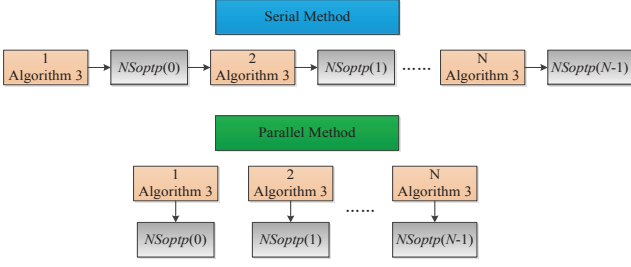 Serial Method
1
Algorithm 3
NSoptp(0)
2
Algorithm 3
NSoptp(1)
......
N
Algorithm 3
NSoptp(N-1)
Parallel Method
1
Algorithm 3
2
Algorithm 3
N
Algorithm 3
......
NSoptp(0)
NSoptp(1)
NSoptp(N-1)